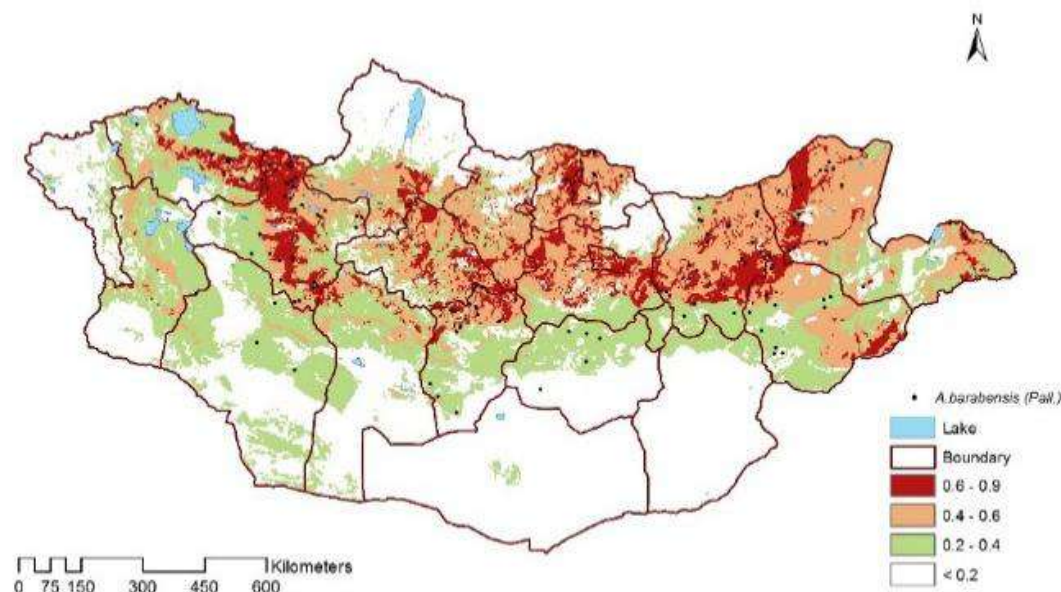 N
A.barabensis (Pall.)
Lake
Boundary
0.6 - 0.9
0.4 - 0.6
0.2 - 0.4
< 0.2
Kilometers
0 75 150 300 450 600